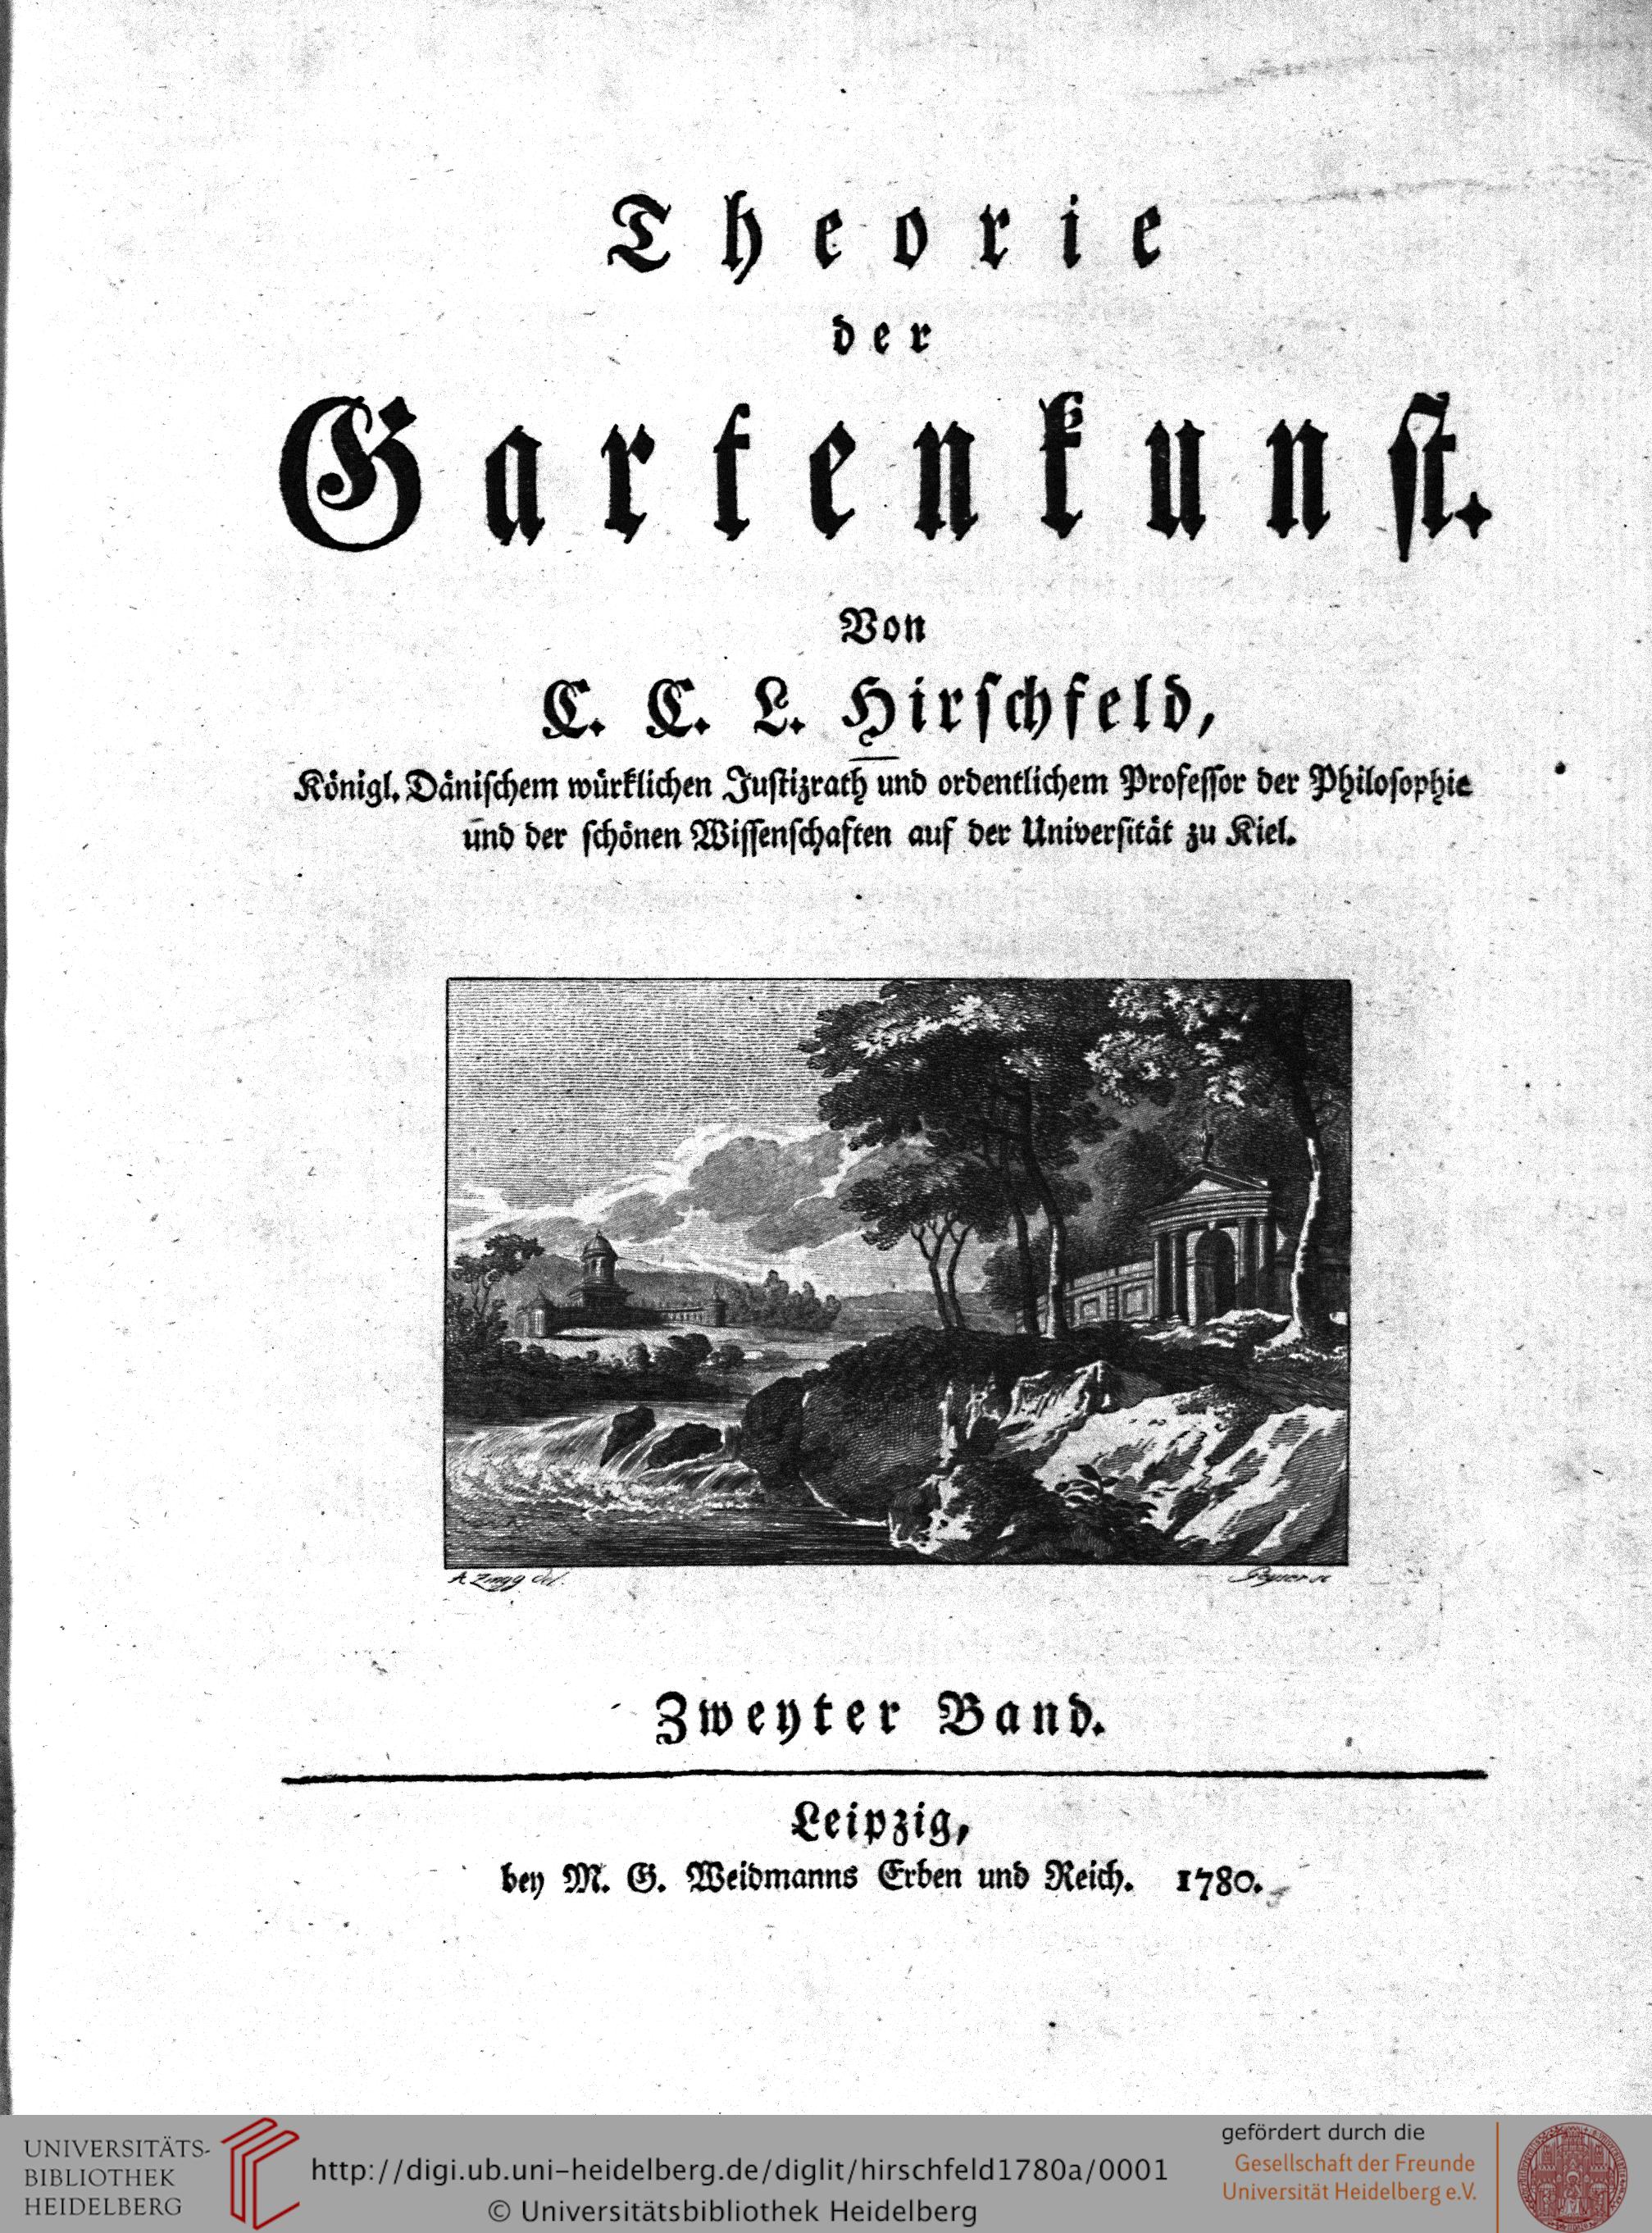 Theorie
der
Gartenkunſt.
Von
C. C. L. Hirſchfeld,
Königl. Däniſchem würklichen Juſtizrath und ordentlichem Profeſſor der Philoſophie
und der ſchönen Wiſſenſchaften auf der Univerſität zu Kiel.
A Zingg del.
Geyser sc
Zweyter Band.
Leipzig,
bey M. G. Weidmanns Erben und Reich. 1780.
UNIVERSITÄTS-
BIBLIOTHEK
HEIDELBERG
http://digi.ub.uni-heidelberg.de/diglit/hirschfeld1780a/0001
© Universitätsbibliothek Heidelberg
gefördert durch die
Gesellschaft der Freunde
Universität Heidelberg e.V.